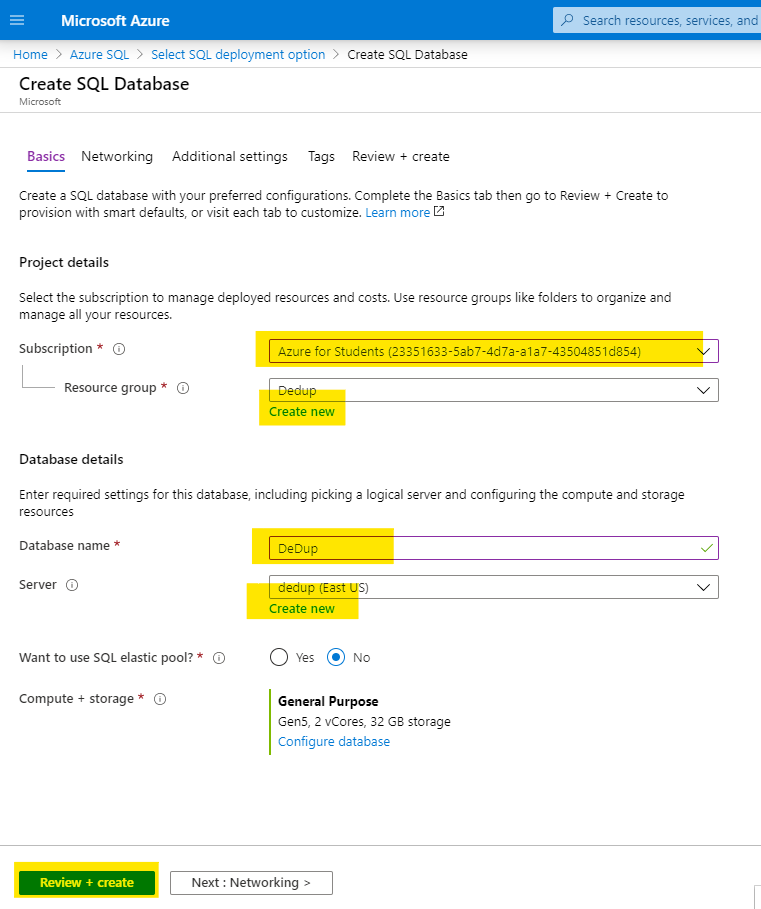 Microsoft Azure
Search resources, services, and
Home > Azure SQL > Select SQL deployment option > Create SQL Database
Create SQL Database
Microsoft
Basics Networking Additional settings Tags Review + create
Create a SQL database with your preferred configurations. Complete the Basics tab then go to Review + Create to
provision with smart defaults, or visit each tab to customize. Learn more
Project details
Select the subscription to manage deployed resources and costs. Use resource groups like folders to organize and
manage all your resources.
Subscription *
Azure for Students (23351633-5ab7-4d7a-a1a7-43504851d854)
Resource group *
Dedup
Create new
Database details
Enter required settings for this database, including picking a logical server and configuring the compute and storage
resources
Database name *
DeDup
Server
dedup (East US)
Create new
Want to use SQL elastic pool? *
Yes No
Compute + storage *
General Purpose
Gen5, 2 vCores, 32 GB storage
Configure database
Review + create
Next : Networking >